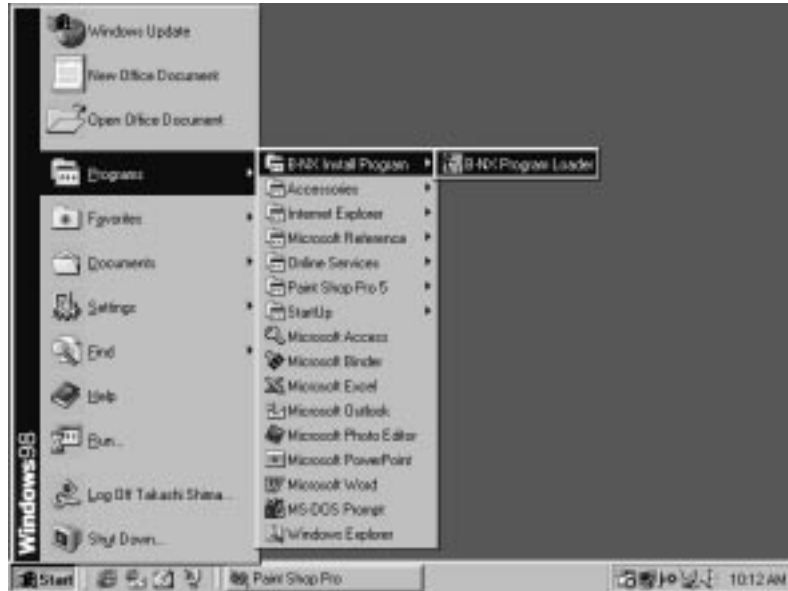 Windows Update
New Office Document
Open Office Document
Programs
Favorites
Documents
Settings
Find
Help
Run...
Log Off Takashi Shima...
Shut Down...
Windows98
B-NX Install Program
Accessories
Internet Explorer
Microsoft Reference
Online Services
Paint Shop Pro 5
StartUp
Microsoft Access
Microsoft Binder
Microsoft Excel
Microsoft Outlook
Microsoft Photo Editor
Microsoft PowerPoint
Microsoft Word
MS-DOS Prompt
Windows Explorer
B-NX Program Loader
Start
Paint Shop Pro
10:12 AM